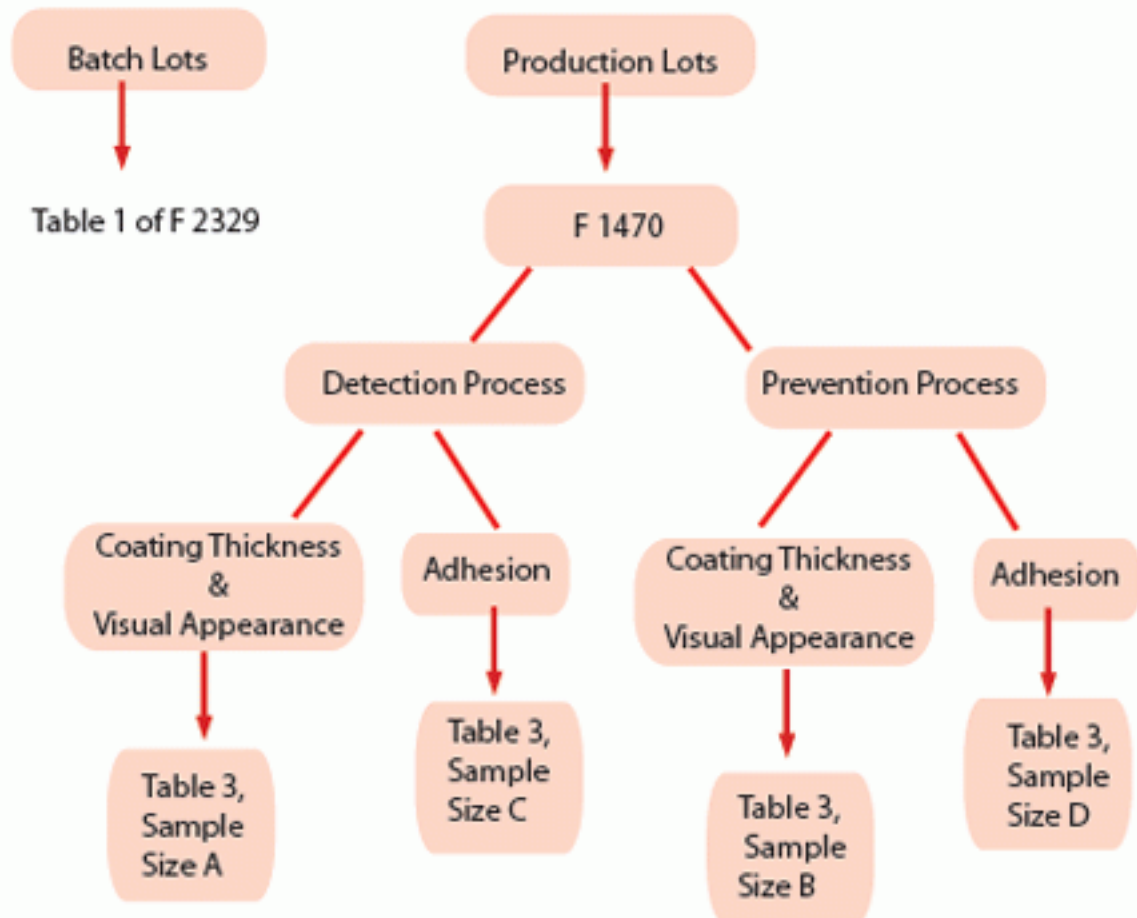 Batch Lots
Production Lots
Table 1 of F 2329
F 1470
Detection Process
Prevention Process
Coating Thickness
&
Visual Appearance
Adhesion
Coating Thickness
&
Visual Appearance
Adhesion
Table 3,
Sample
Size A
Table 3,
Sample
Size C
Table 3,
Sample
Size B
Table 3,
Sample
Size D